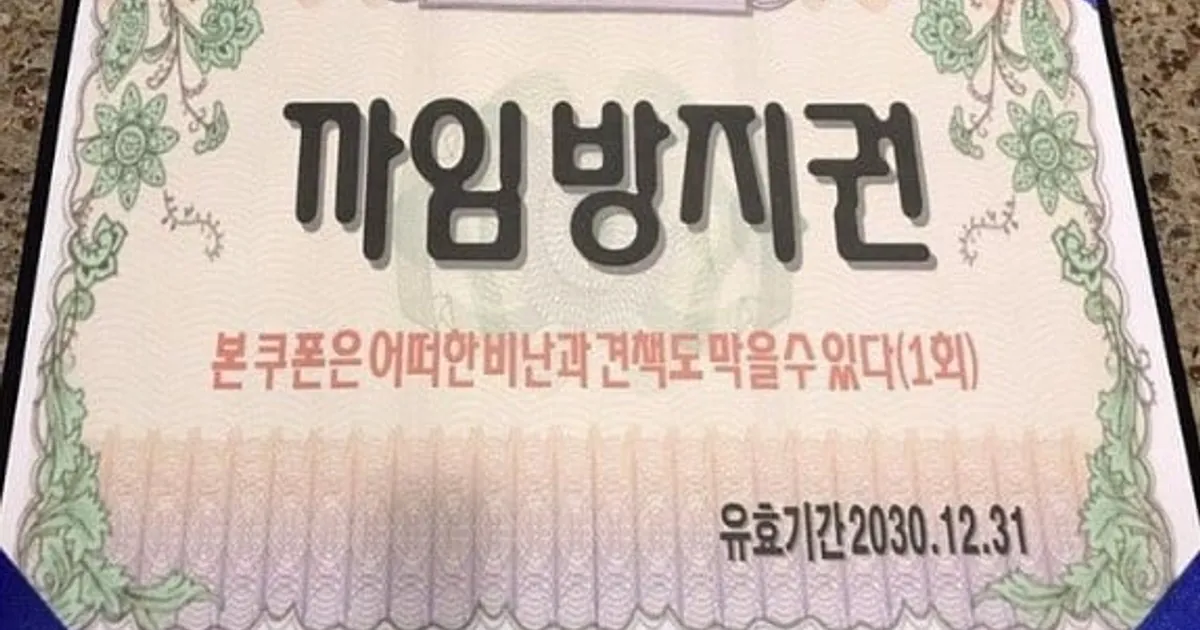 까임 방지권
본 쿠폰은 어떠한 비난과 견책도 막을 수 있다(1회)
유효기간2030.12.31